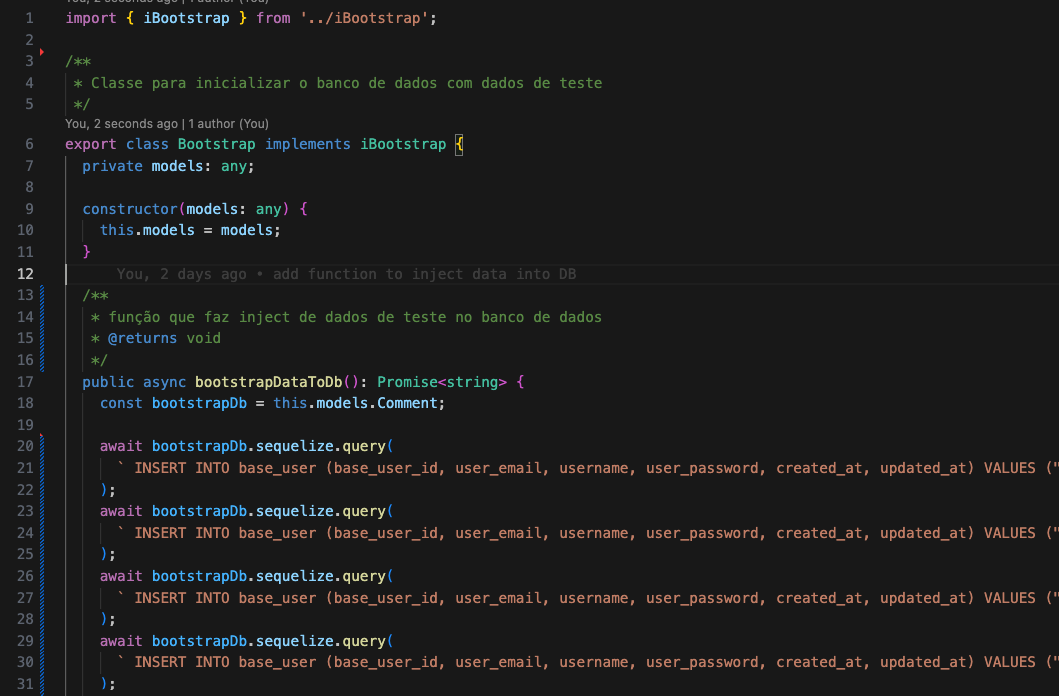 You, 2 seconds ago | 1 author (You)
1 import { iBootstrap } from '../iBootstrap';
2
3 /**
4 * Classe para inicializar o banco de dados com dados de teste
5 */
You, 2 seconds ago | 1 author (You)
6 export class Bootstrap implements iBootstrap {
7 private models: any;
8
9 constructor(models: any) {
10 this.models = models;
11 }
12 You, 2 days ago • add function to inject data into DB
13 /**
14 * função que faz inject de dados de teste no banco de dados
15 * @returns void
16 */
17 public async bootstrapDataToDb(): Promise<string> {
18 const bootstrapDb = this.models.Comment;
19
20 await bootstrapDb.sequelize.query(
21 ` INSERT INTO base_user (base_user_id, user_email, username, user_password, created_at, updated_at) VALUES ("
22 );
23 await bootstrapDb.sequelize.query(
24 ` INSERT INTO base_user (base_user_id, user_email, username, user_password, created_at, updated_at) VALUES ("
25 );
26 await bootstrapDb.sequelize.query(
27 ` INSERT INTO base_user (base_user_id, user_email, username, user_password, created_at, updated_at) VALUES ("
28 );
29 await bootstrapDb.sequelize.query(
30 ` INSERT INTO base_user (base_user_id, user_email, username, user_password, created_at, updated_at) VALUES ("
31 );